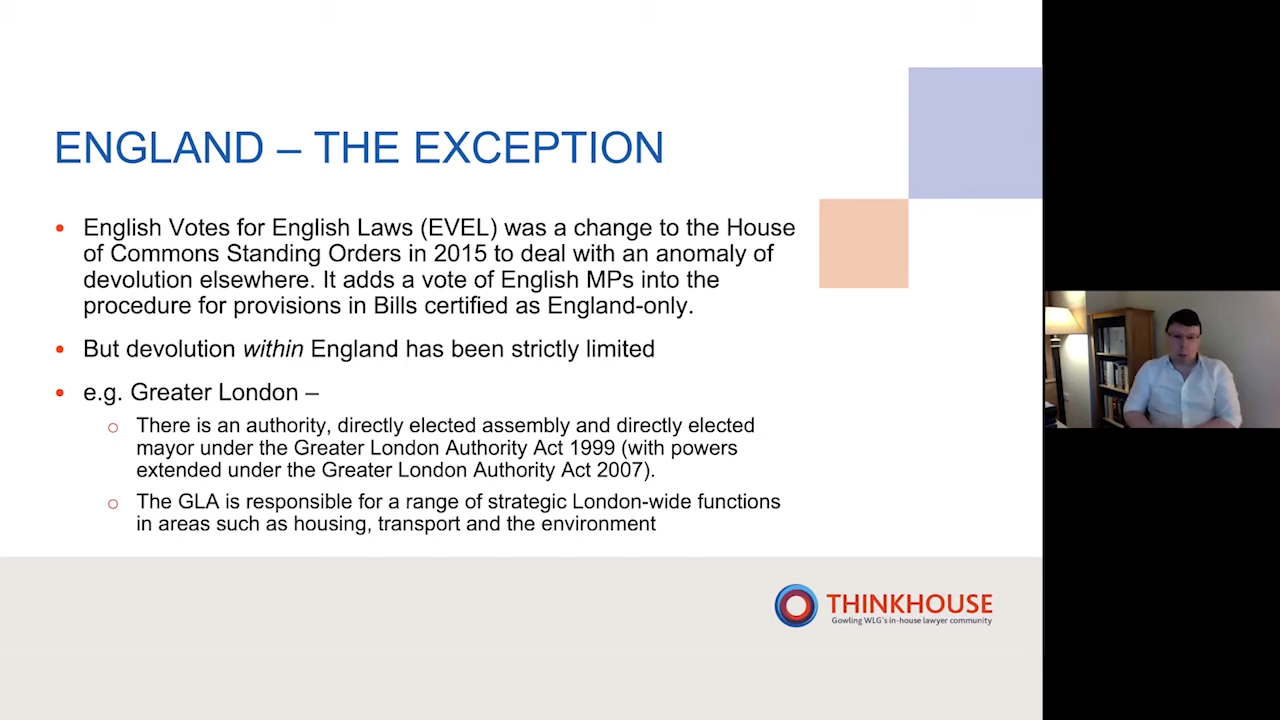 ENGLAND – THE EXCEPTION
• English Votes for English Laws (EVEL) was a change to the House
of Commons Standing Orders in 2015 to deal with an anomaly of
devolution elsewhere. It adds a vote of English MPs into the
procedure for provisions in Bills certified as England-only.
• But devolution within England has been strictly limited
• e.g. Greater London –
○ There is an authority, directly elected assembly and directly elected
mayor under the Greater London Authority Act 1999 (with powers
extended under the Greater London Authority Act 2007).
○ The GLA is responsible for a range of strategic London-wide functions
in areas such as housing, transport and the environment
THINKHOUSE
Gowling WLG's in-house lawyer community